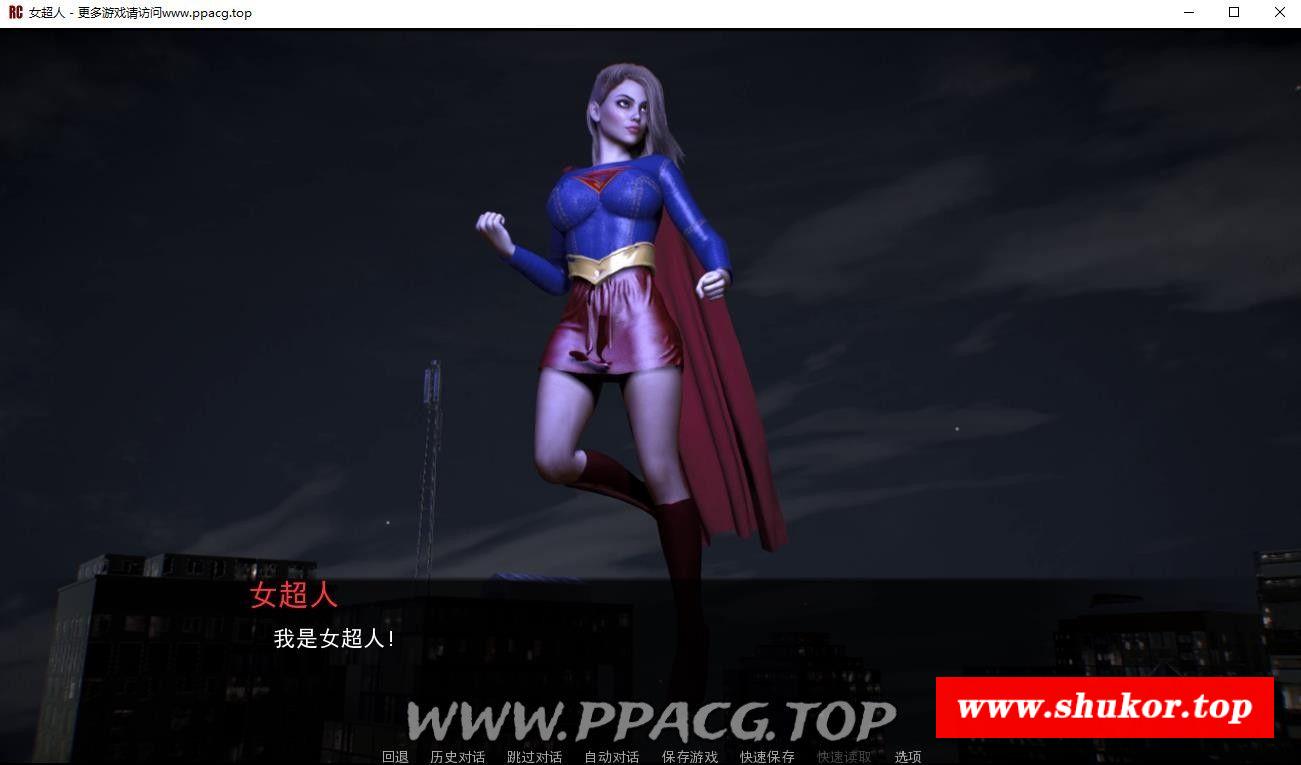 RC 女超人 - 更多游戏请访问www.ppacg.top
女超人
我是女超人!
www.shukor.top
WWW.PPACG.TOP
回退 历史对话 跳过对话 自动对话 保存游戏 快速保存 快速读取 选项